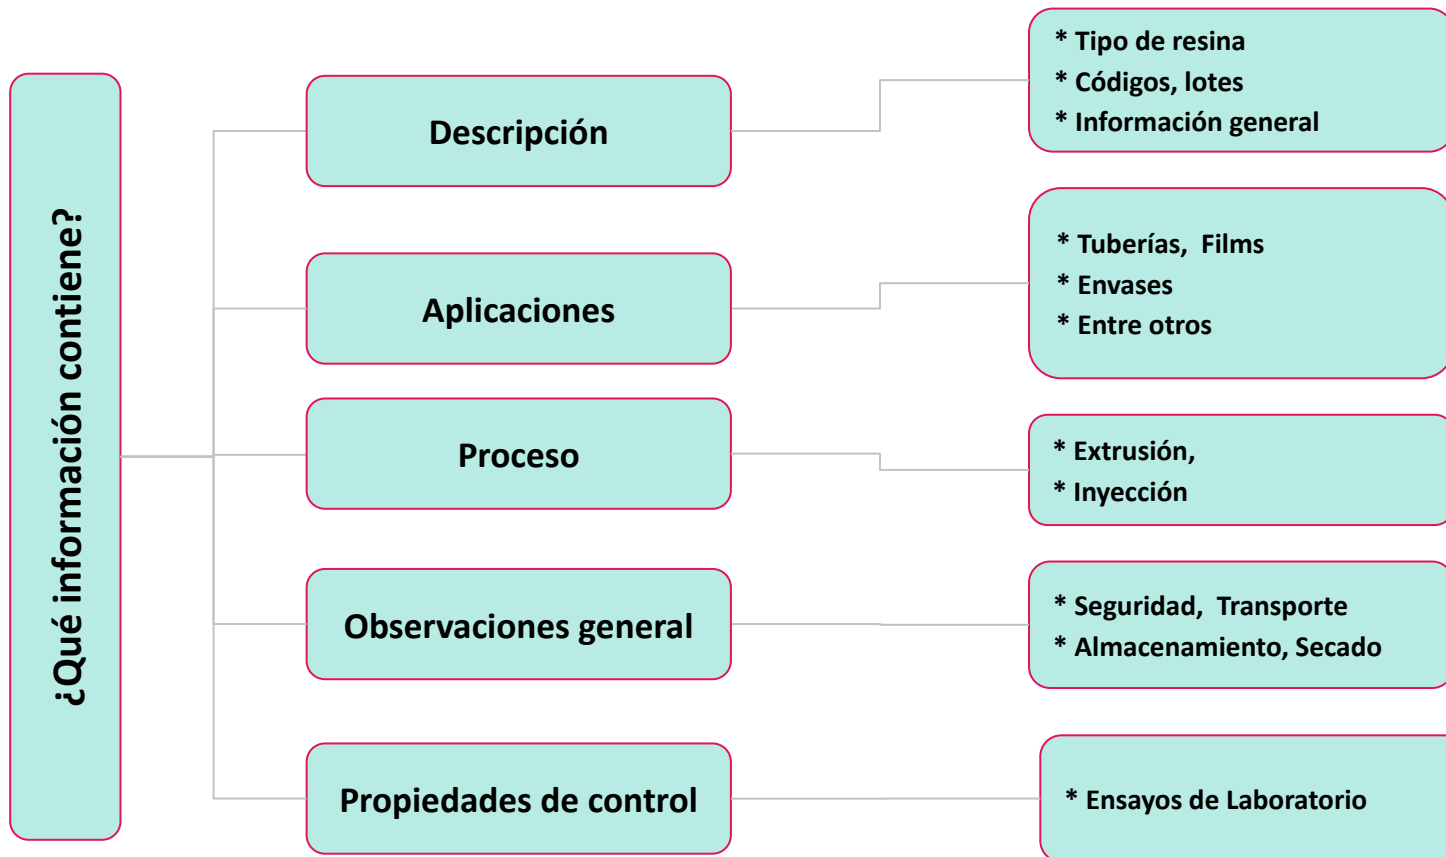 ¿Qué información contiene?
Descripción
* Tipo de resina
* Códigos, lotes
* Información general
Aplicaciones
* Tuberías, Films
* Envases
* Entre otros
Proceso
* Extrusión,
* Inyección
Observaciones general
* Seguridad, Transporte
* Almacenamiento, Secado
Propiedades de control
* Ensayos de Laboratorio